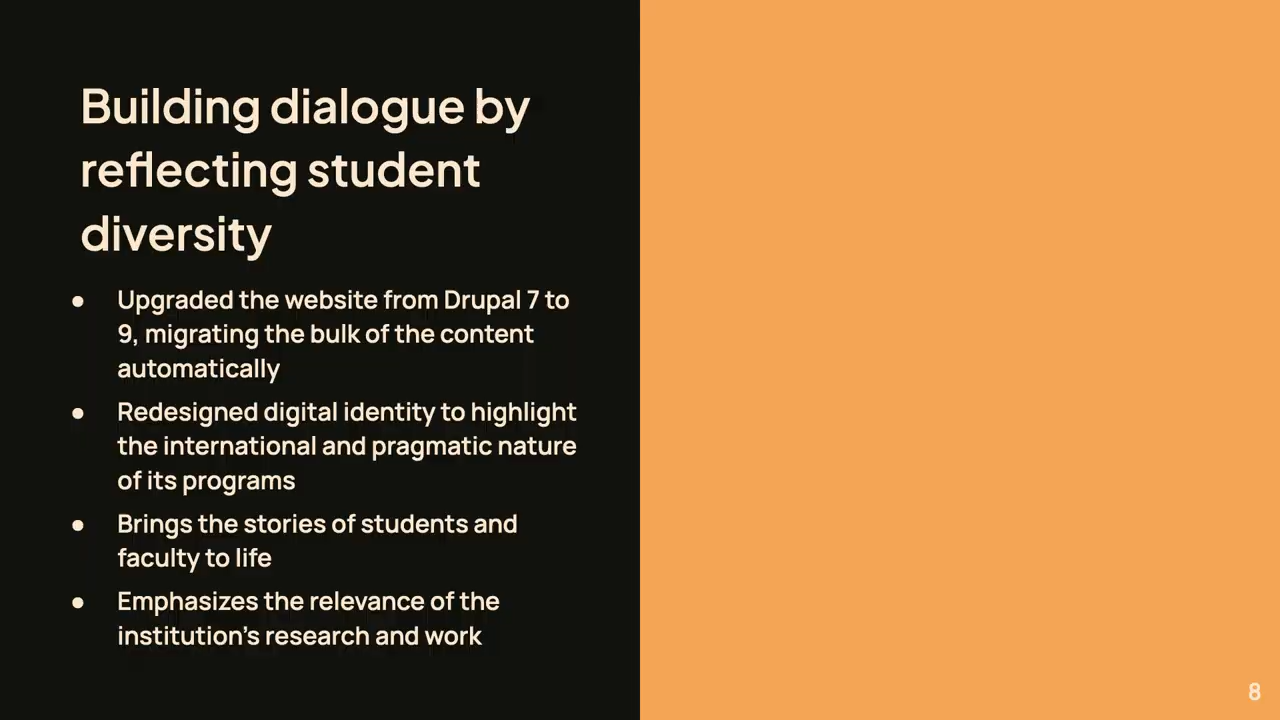 Building dialogue by
reflecting student
diversity
● Upgraded the website from Drupal 7 to
9, migrating the bulk of the content
automatically
● Redesigned digital identity to highlight
the international and pragmatic nature
of its programs
● Brings the stories of students and
faculty to life
● Emphasizes the relevance of the
institution's research and work
8